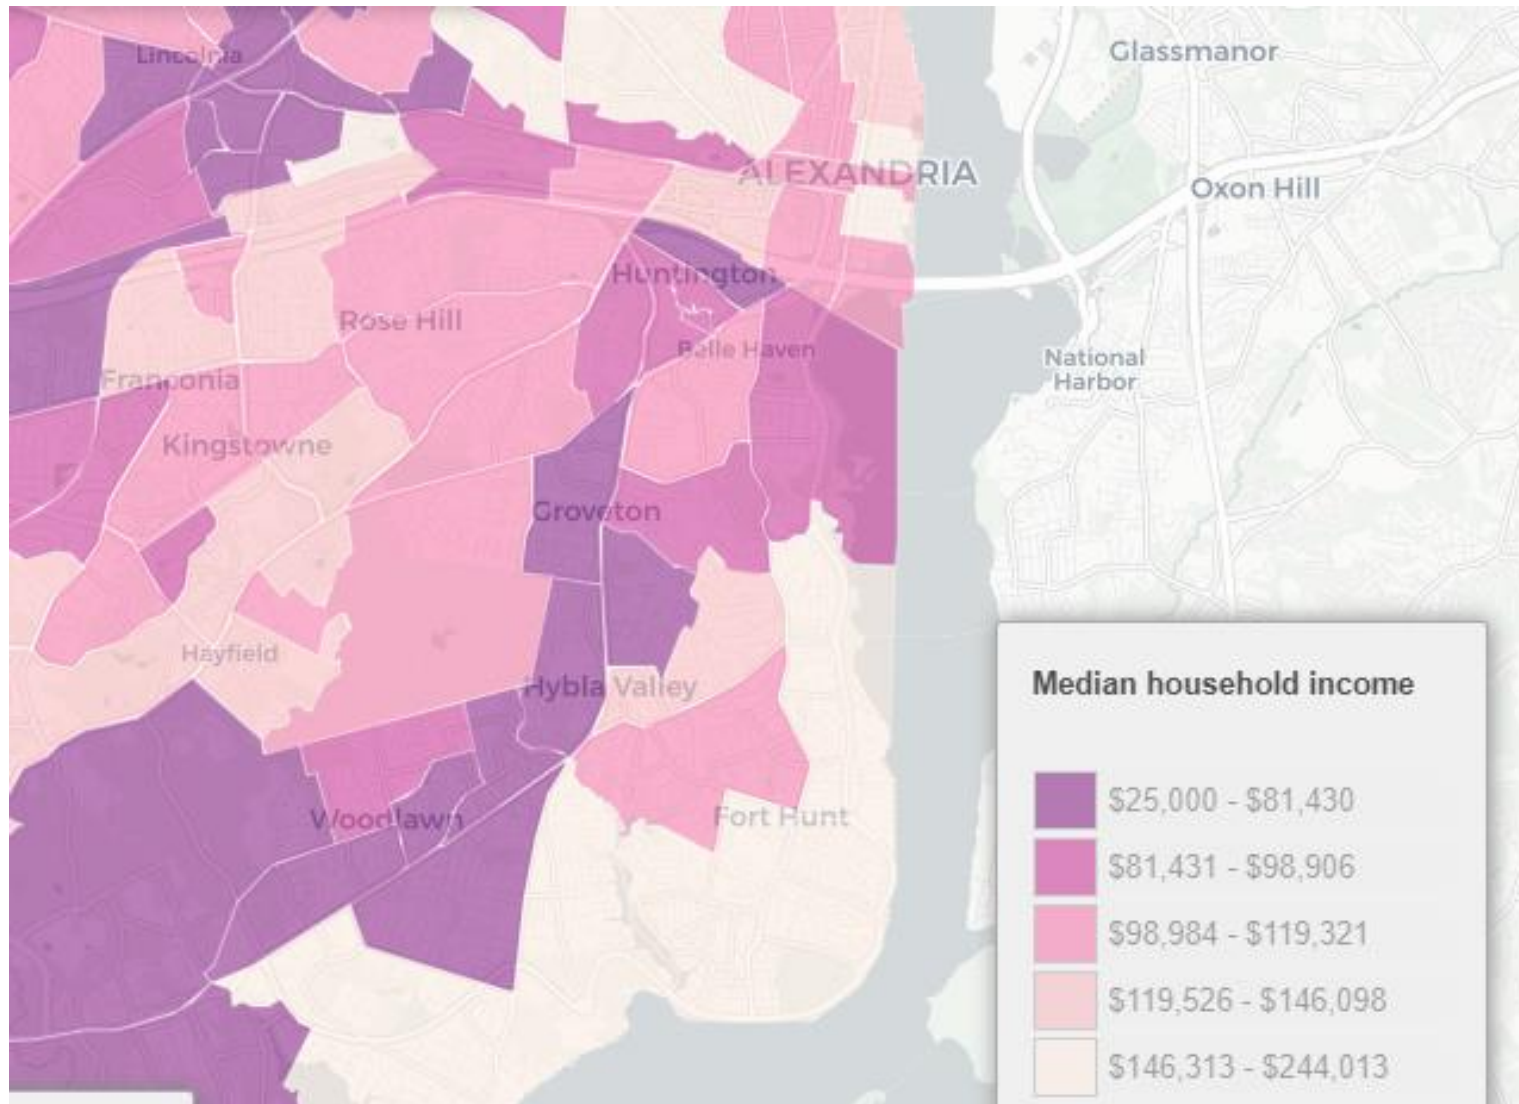 Lincolnia
Glassmanor
ALEXANDRIA
Oxon Hill
Huntington
Rose Hill
Belle Haven
National
Harbor
Franconia
Kingstowne
Groveton
Hayfield
Hybla Valley
Woodlawn
Fort Hunt
Median household income
$25,000 - $81,430
$81,431 - $98,906
$98,984 - $119,321
$119,526 - $146,098
$146,313 - $244,013